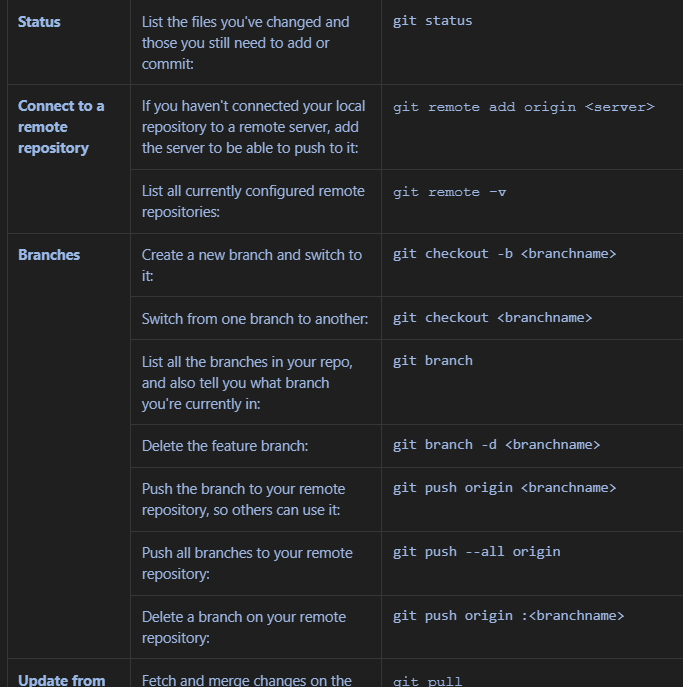 Status
List the files you've changed and
those you still need to add or
commit:
git status
Connect to a
remote
repository
If you haven't connected your local
repository to a remote server, add
the server to be able to push to it:
git remote add origin <server>
List all currently configured remote
repositories:
git remote -v
Branches
Create a new branch and switch to
it:
git checkout -b <branchname>
Switch from one branch to another:
git checkout <branchname>
List all the branches in your repo,
and also tell you what branch
you're currently in:
git branch
Delete the feature branch:
git branch -d <branchname>
Push the branch to your remote
repository, so others can use it:
git push origin <branchname>
Push all branches to your remote
repository:
git push --all origin
Delete a branch on your remote
repository:
git push origin :<branchname>
Update from
Fetch and merge changes on the
git pull